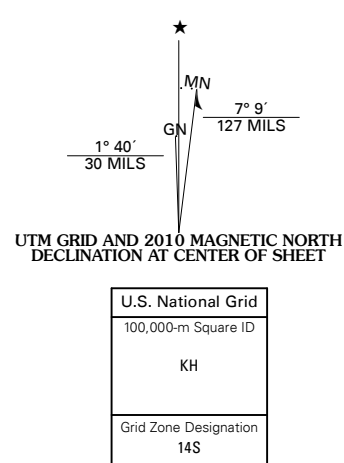 MN
7° 9´
127 MILS
GN
1° 40´
30 MILS
UTM GRID AND 2010 MAGNETIC NORTH
DECLINATION AT CENTER OF SHEET
U.S. National Grid
100,000-m Square ID
KH
Grid Zone Designation
14S